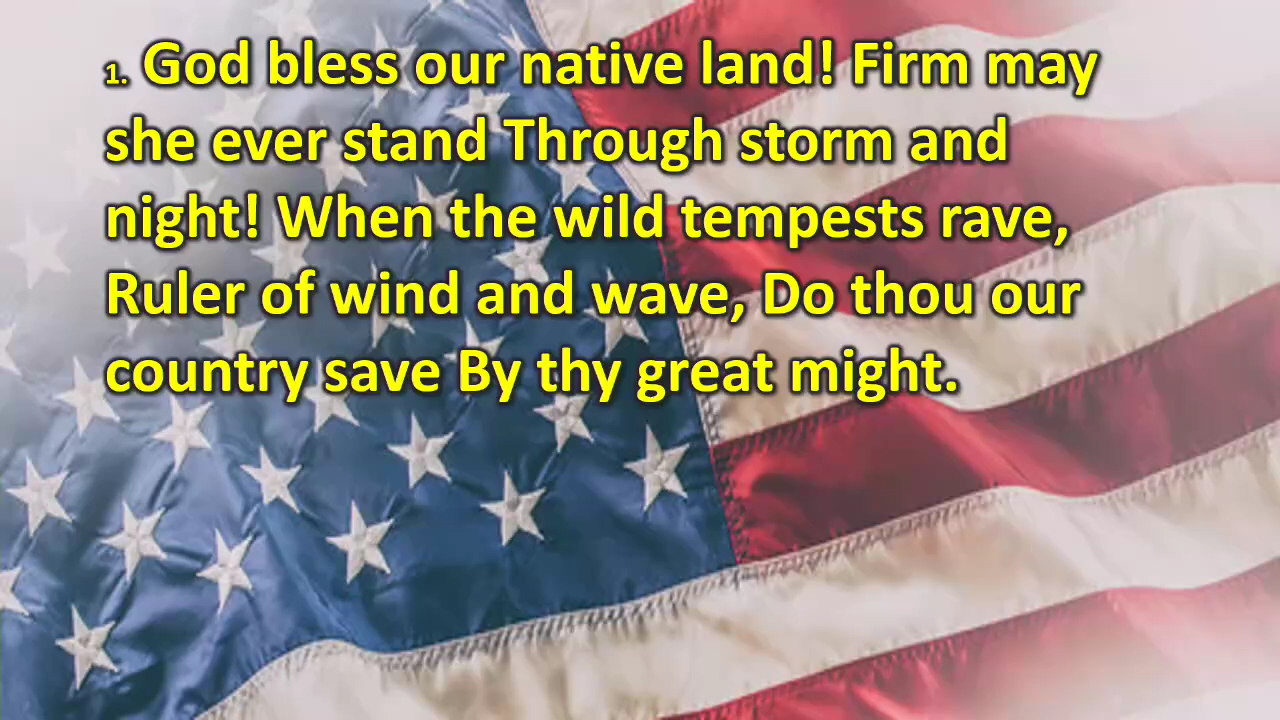 1. God bless our native land! Firm may
she ever stand Through storm and
night! When the wild tempests rave,
Ruler of wind and wave, Do thou our
country save By thy great might.